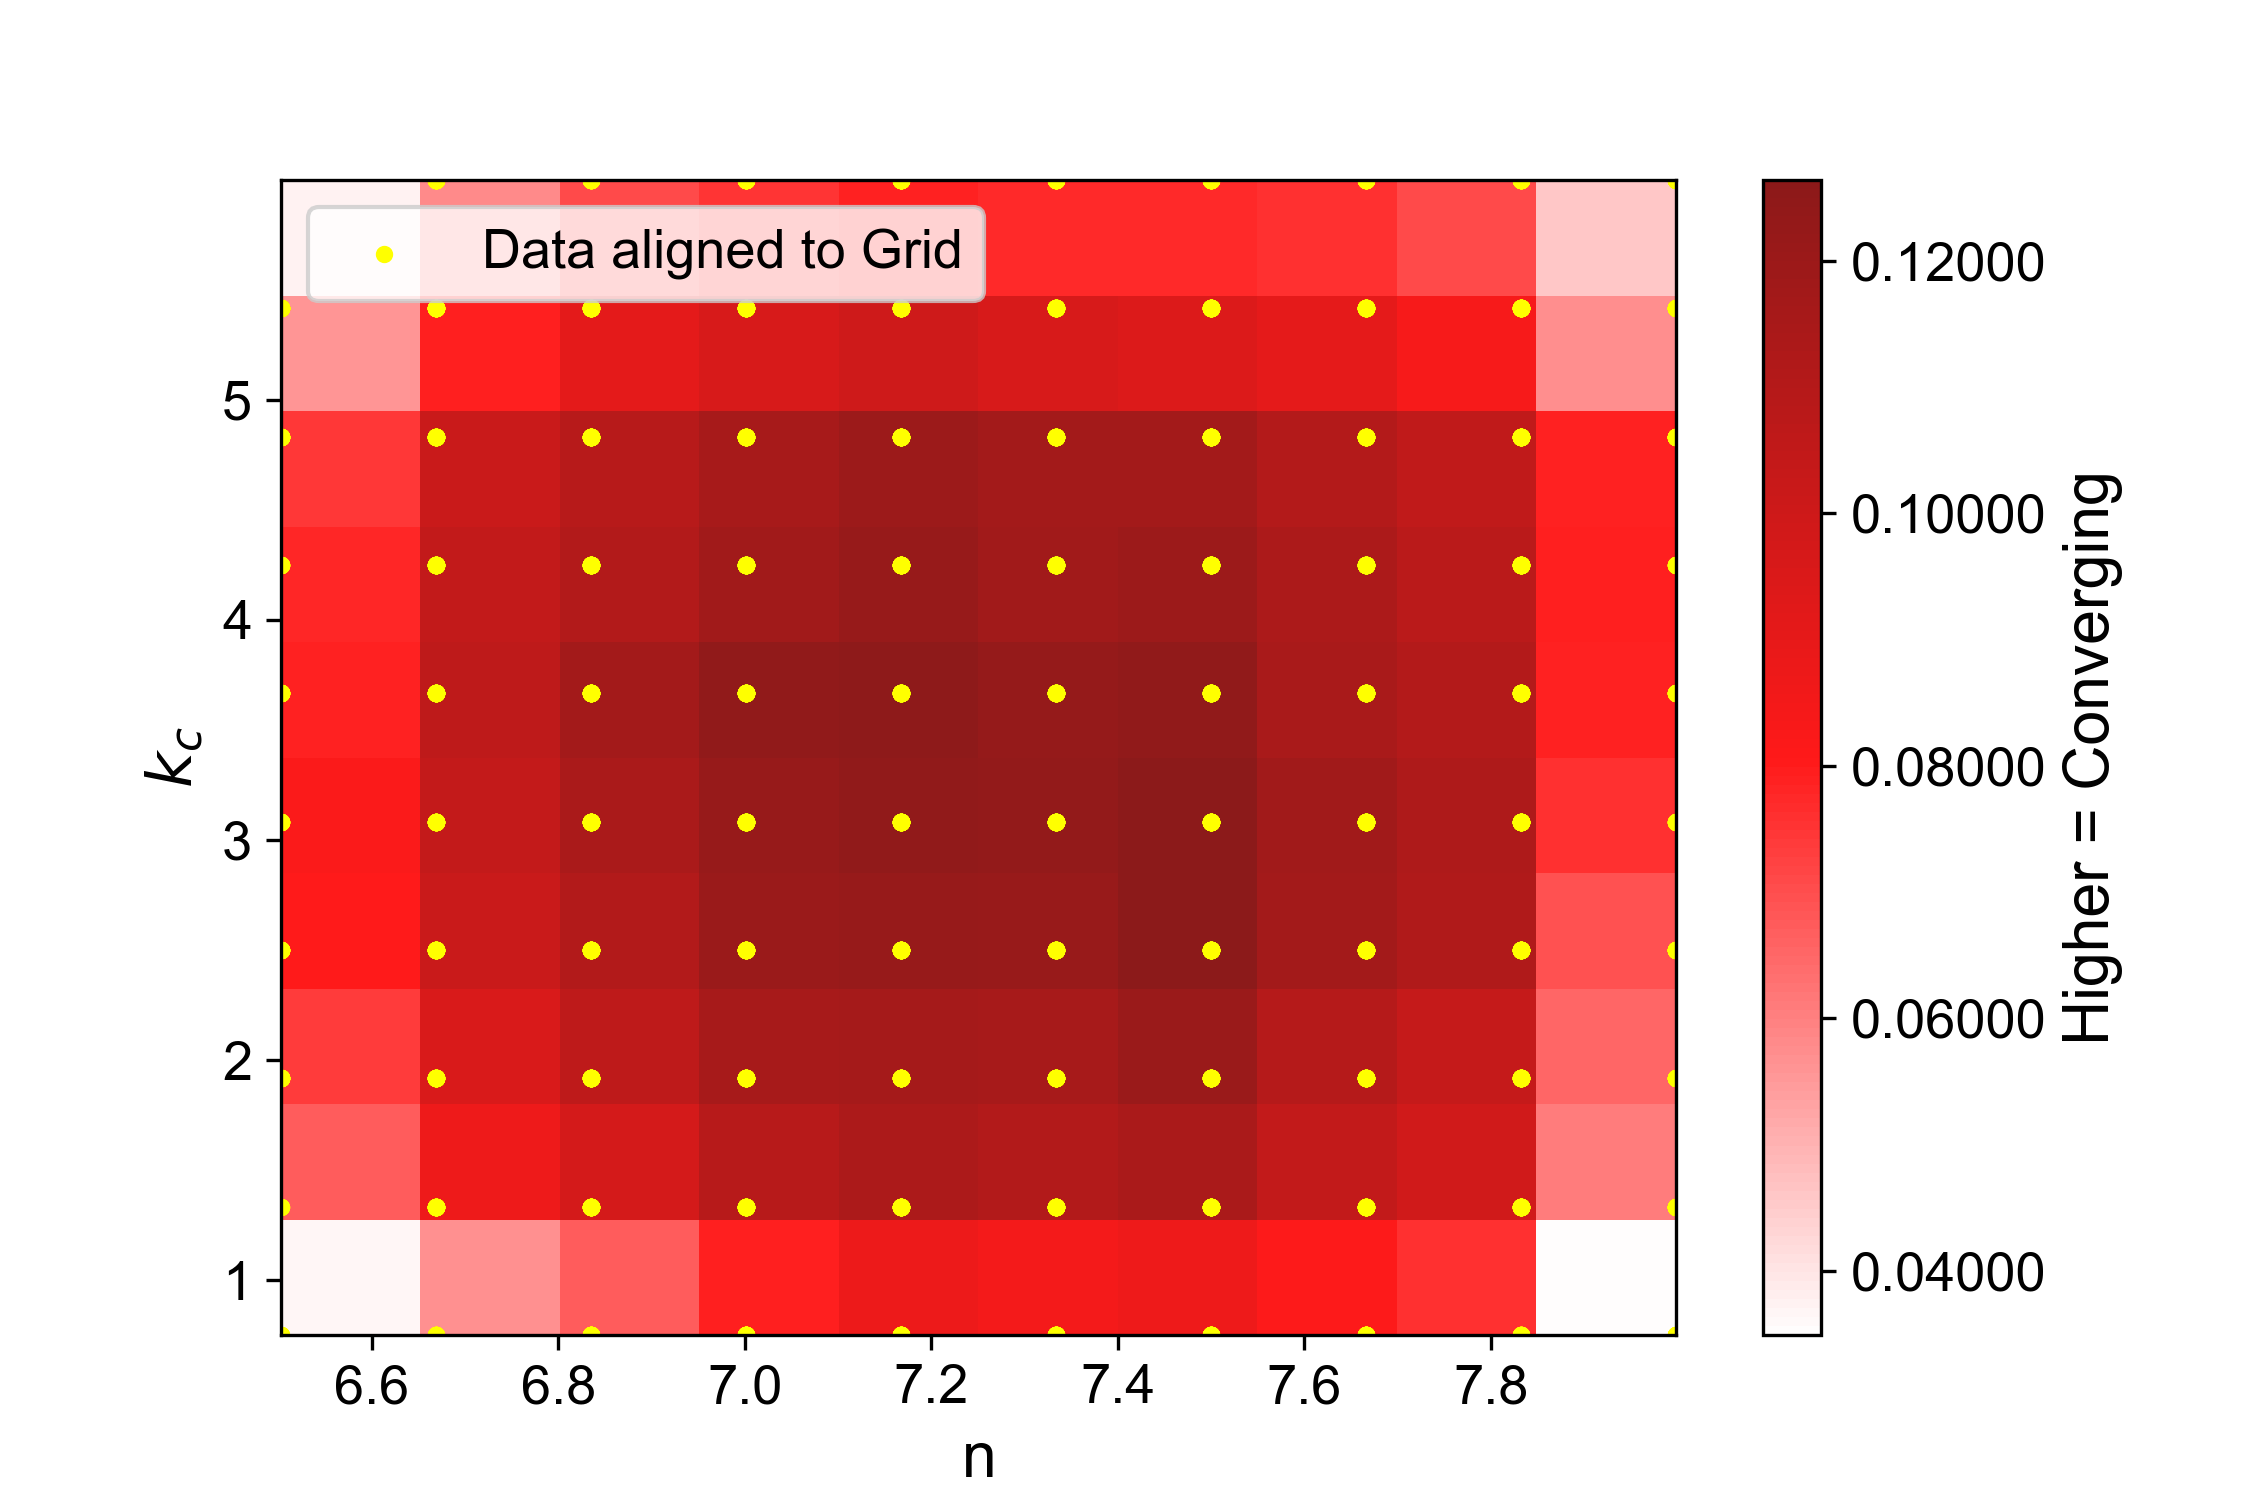 Data aligned to Grid
5
4
3
2
1
k_c
6.6 6.8 7.0 7.2 7.4 7.6 7.8
n
0.12000
0.10000
0.08000
0.06000
0.04000
Higher = Converging